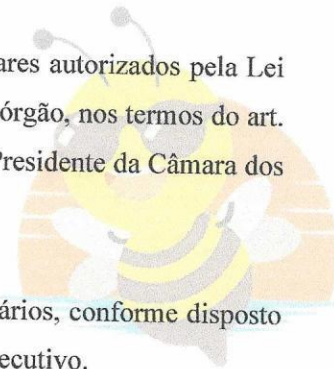 ares autorizados pela Lei
órgão, nos termos do art.
Presidente da Câmara dos
ários, conforme disposto
ecutivo.